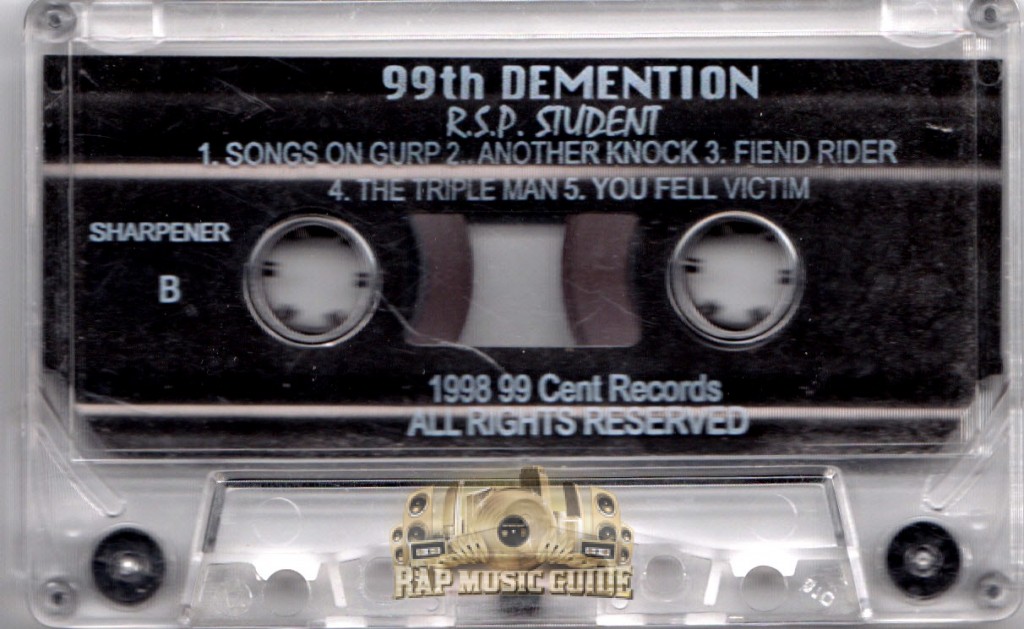 99th DEMENTION
R.S.P. STUDENT
1. SONGS ON GURP 2.. ANOTHER KNOCK 3. FIEND RIDER
4. THE TRIPLE MAN 5. YOU FELL VICTIM
SHARPENER
B
1998 99 Cent Records
ALL RIGHTS RESERVED
RAP MUSIC GUIDE